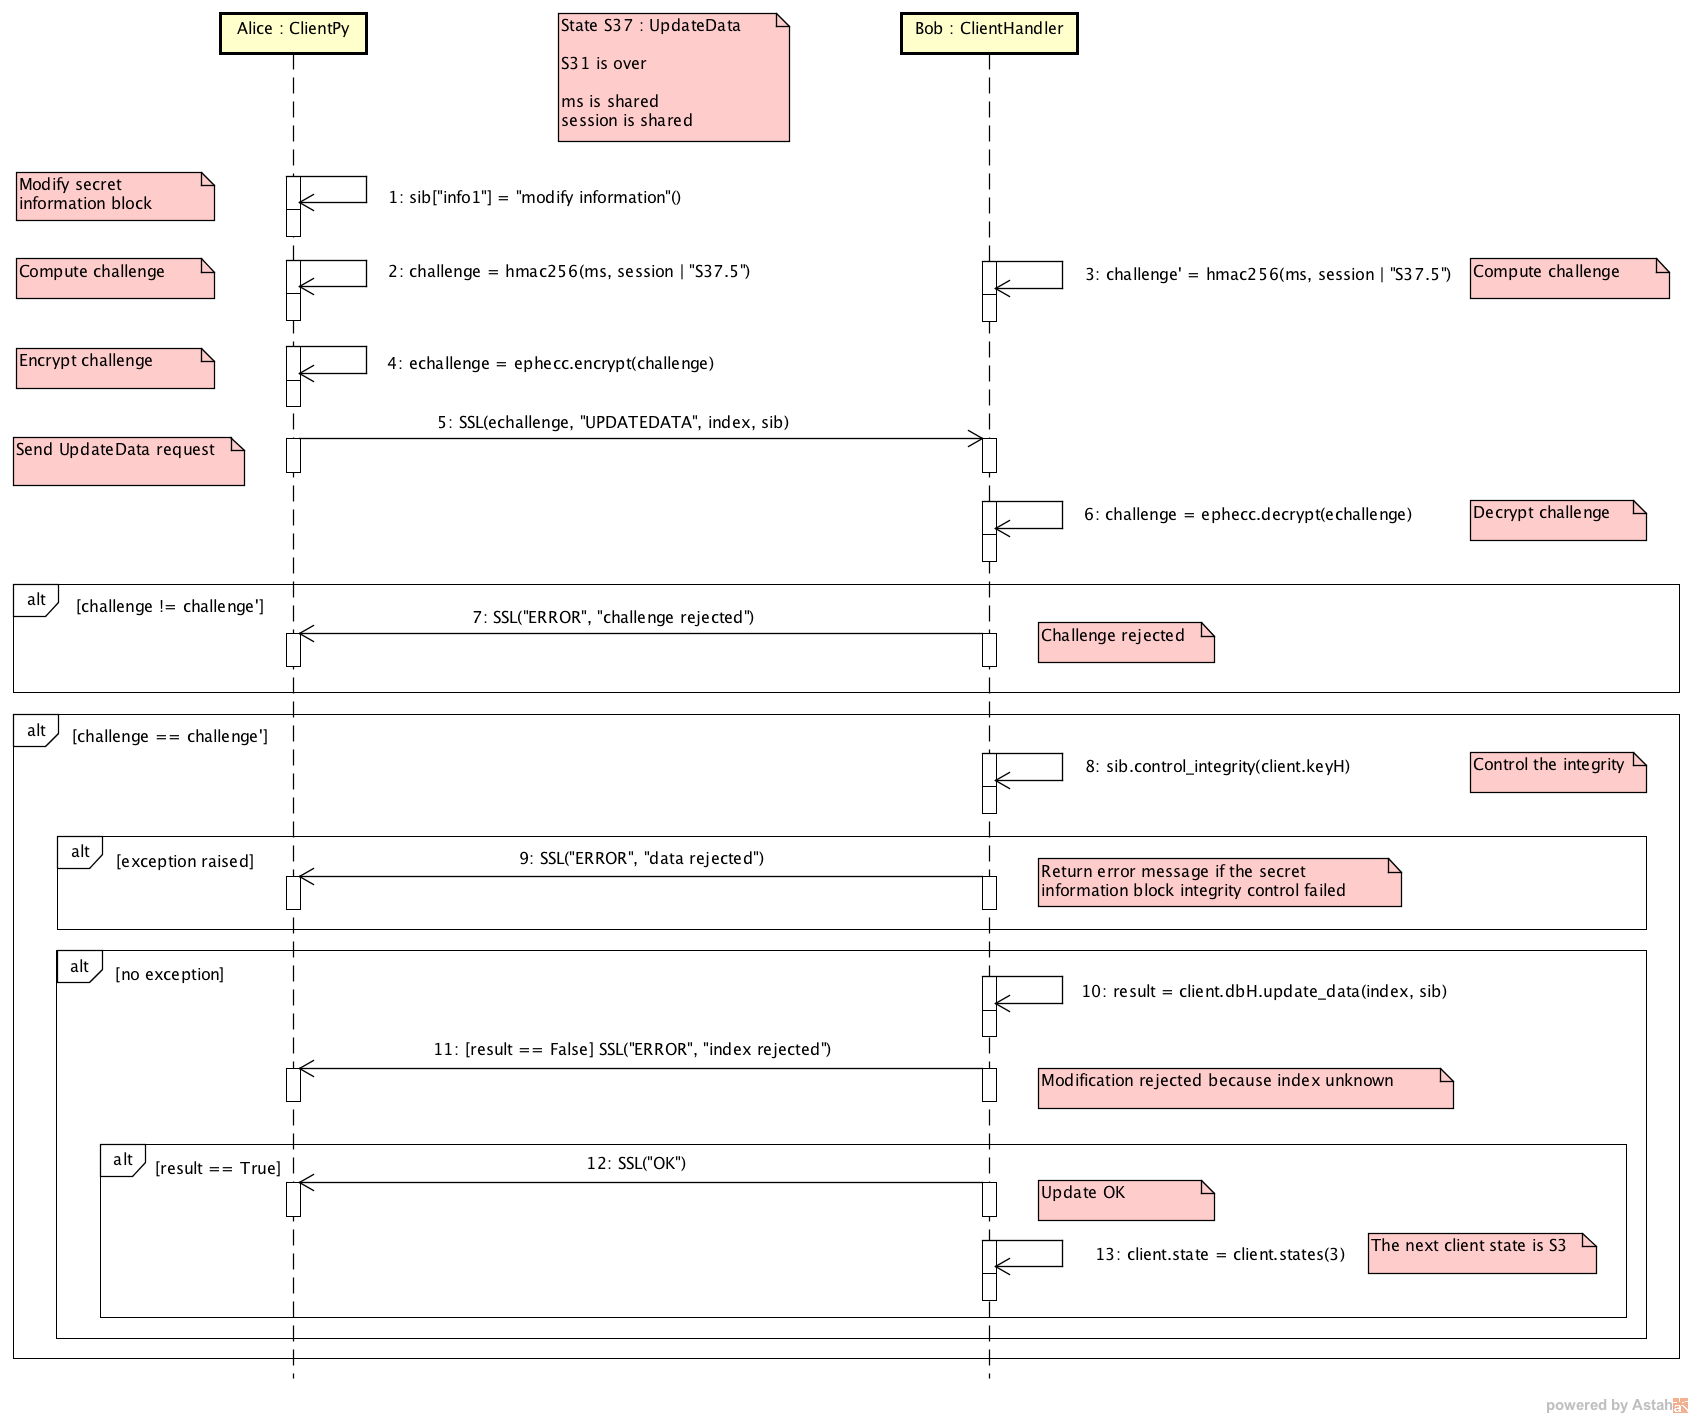 Alice : ClientPy
State S37 : UpdateData
S31 is over
ms is shared
session is shared
Bob : ClientHandler
Modify secret
information block
1: sib["info1"] = "modify information"()
Compute challenge
2: challenge = hmac256(ms, session | "S37.5")
3: challenge' = hmac256(ms, session | "S37.5")
Compute challenge
Encrypt challenge
4: echallenge = ephecc.encrypt(challenge)
5: SSL(echallenge, "UPDATEDATA", index, sib)
Send UpdateData request
6: challenge = ephecc.decrypt(echallenge)
Decrypt challenge
alt
[challenge != challenge']
7: SSL("ERROR", "challenge rejected")
Challenge rejected
alt
[challenge == challenge']
8: sib.control_integrity(client.keyH)
Control the integrity
alt
[exception raised]
9: SSL("ERROR", "data rejected")
Return error message if the secret
information block integrity control failed
alt
[no exception]
10: result = client.dbH.update_data(index, sib)
11: [result == False] SSL("ERROR", "index rejected")
Modification rejected because index unknown
alt
[result == True]
12: SSL("OK")
Update OK
13: client.state = client.states(3)
The next client state is S3
powered by Astah